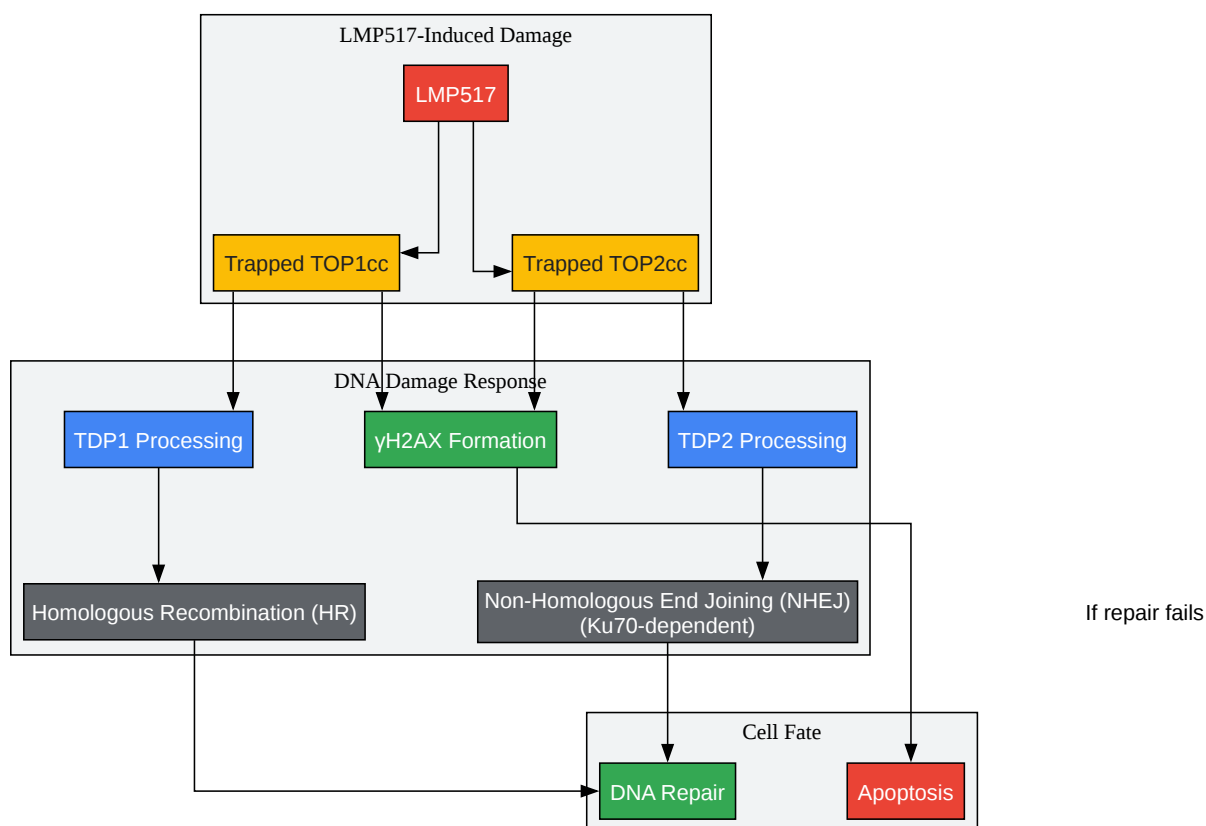 LMP517-Induced Damage
LMP517
Trapped TOP1cc
Trapped TOP2cc
DNA Damage Response
TDP1 Processing
γH2AX Formation
TDP2 Processing
Homologous Recombination (HR)
Non-Homologous End Joining (NHEJ)
(Ku70-dependent)
If repair fails
Cell Fate
DNA Repair
Apoptosis